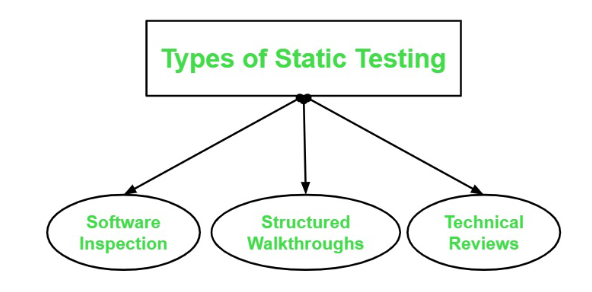 Types of Static Testing
Software
Inspection
Structured
Walkthroughs
Technical
Reviews